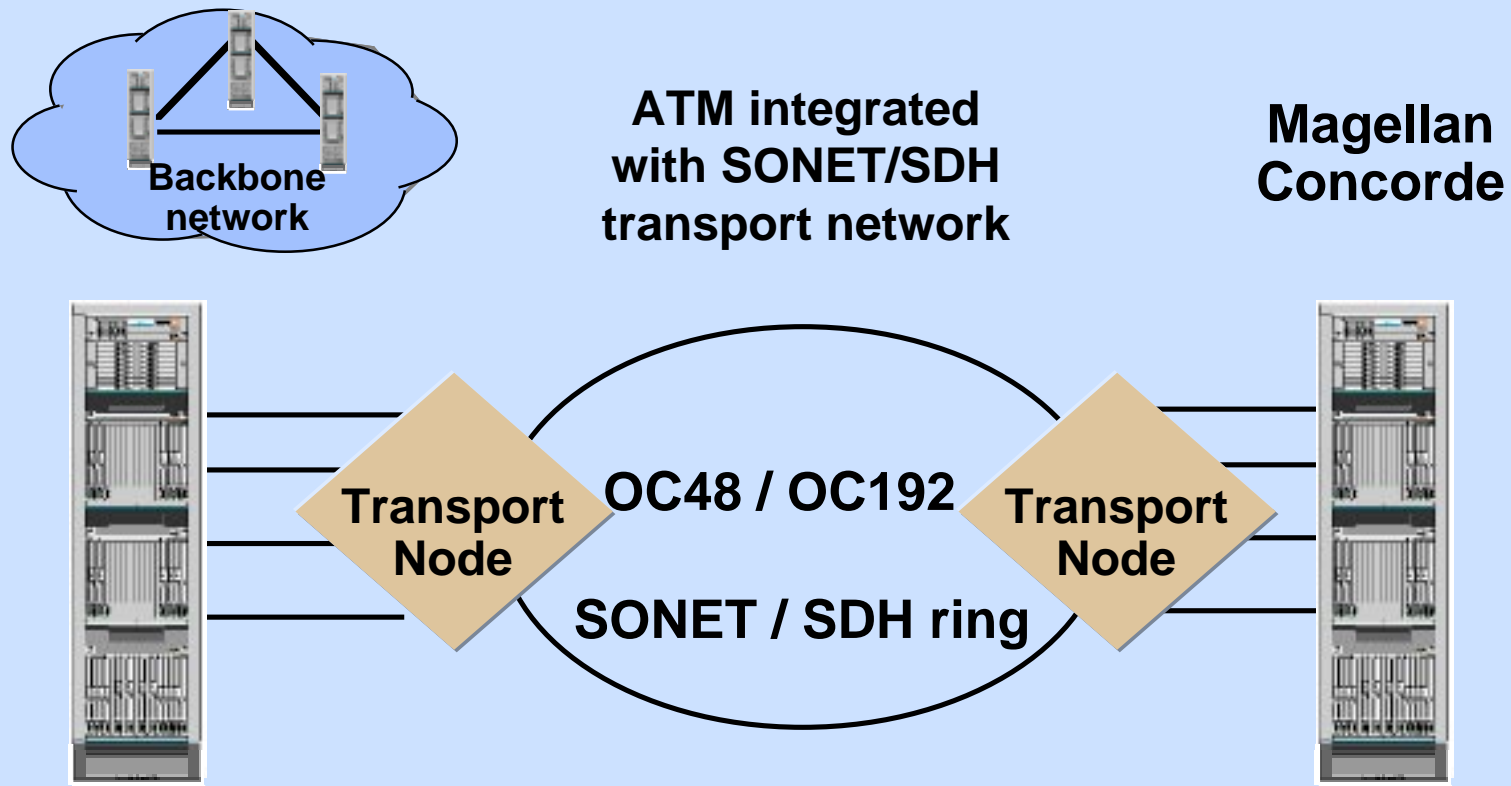 Backbone
network
ATM integrated
with SONET/SDH
transport network
Magellan
Concorde
Transport
Node
OC48 / OC192
SONET / SDH ring
Transport
Node